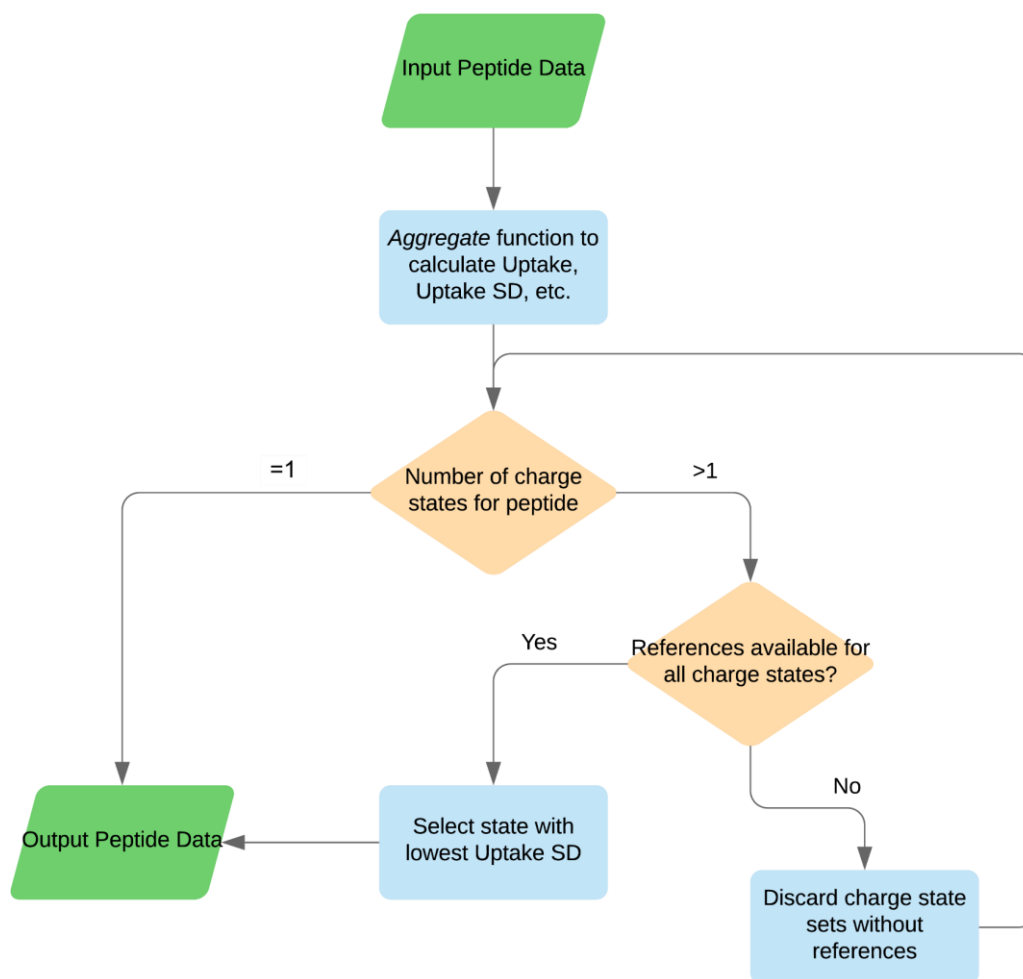 Input Peptide Data
Aggregate function to
calculate Uptake,
Uptake SD, etc.
=1
Number of charge
states for peptide
>1
Yes
References available for
all charge states?
No
Output Peptide Data
Select state with
lowest Uptake SD
Discard charge state
sets without
references